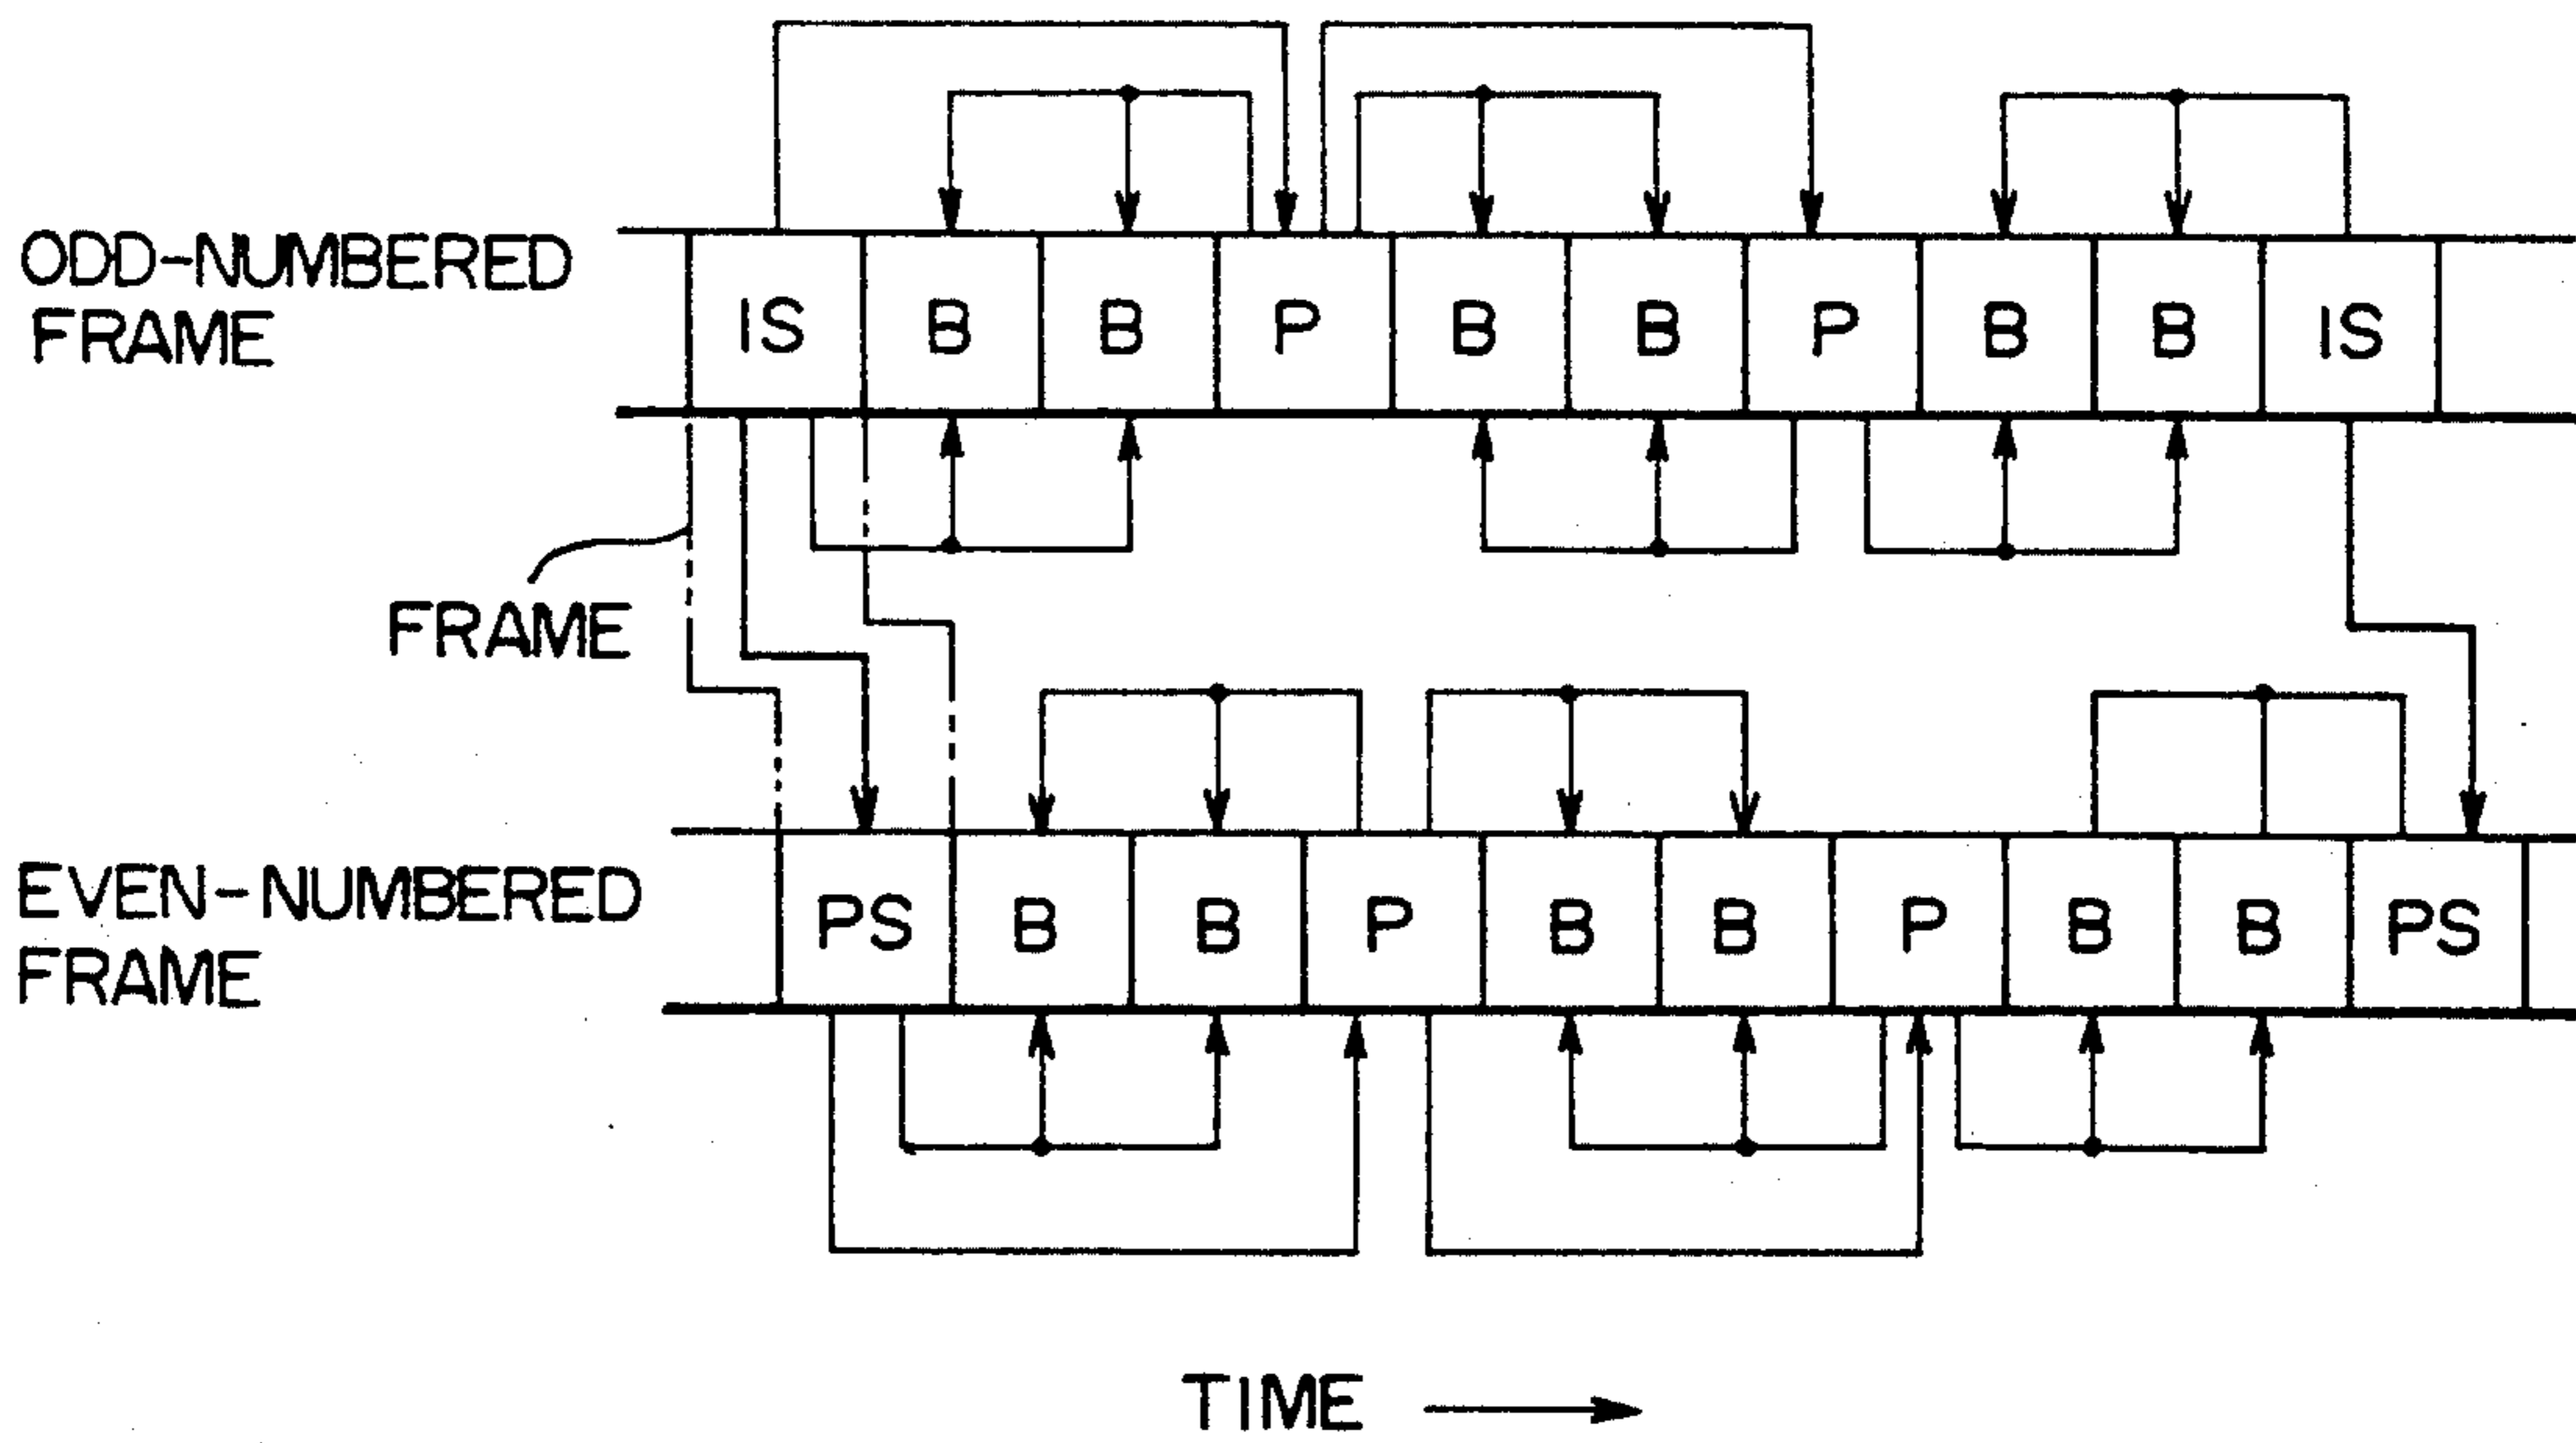 ODD-NUMBERED
FRAME
IS B B P B B P B B IS
FRAME
EVEN-NUMBERED
FRAME
PS B B P B B P B B PS
TIME